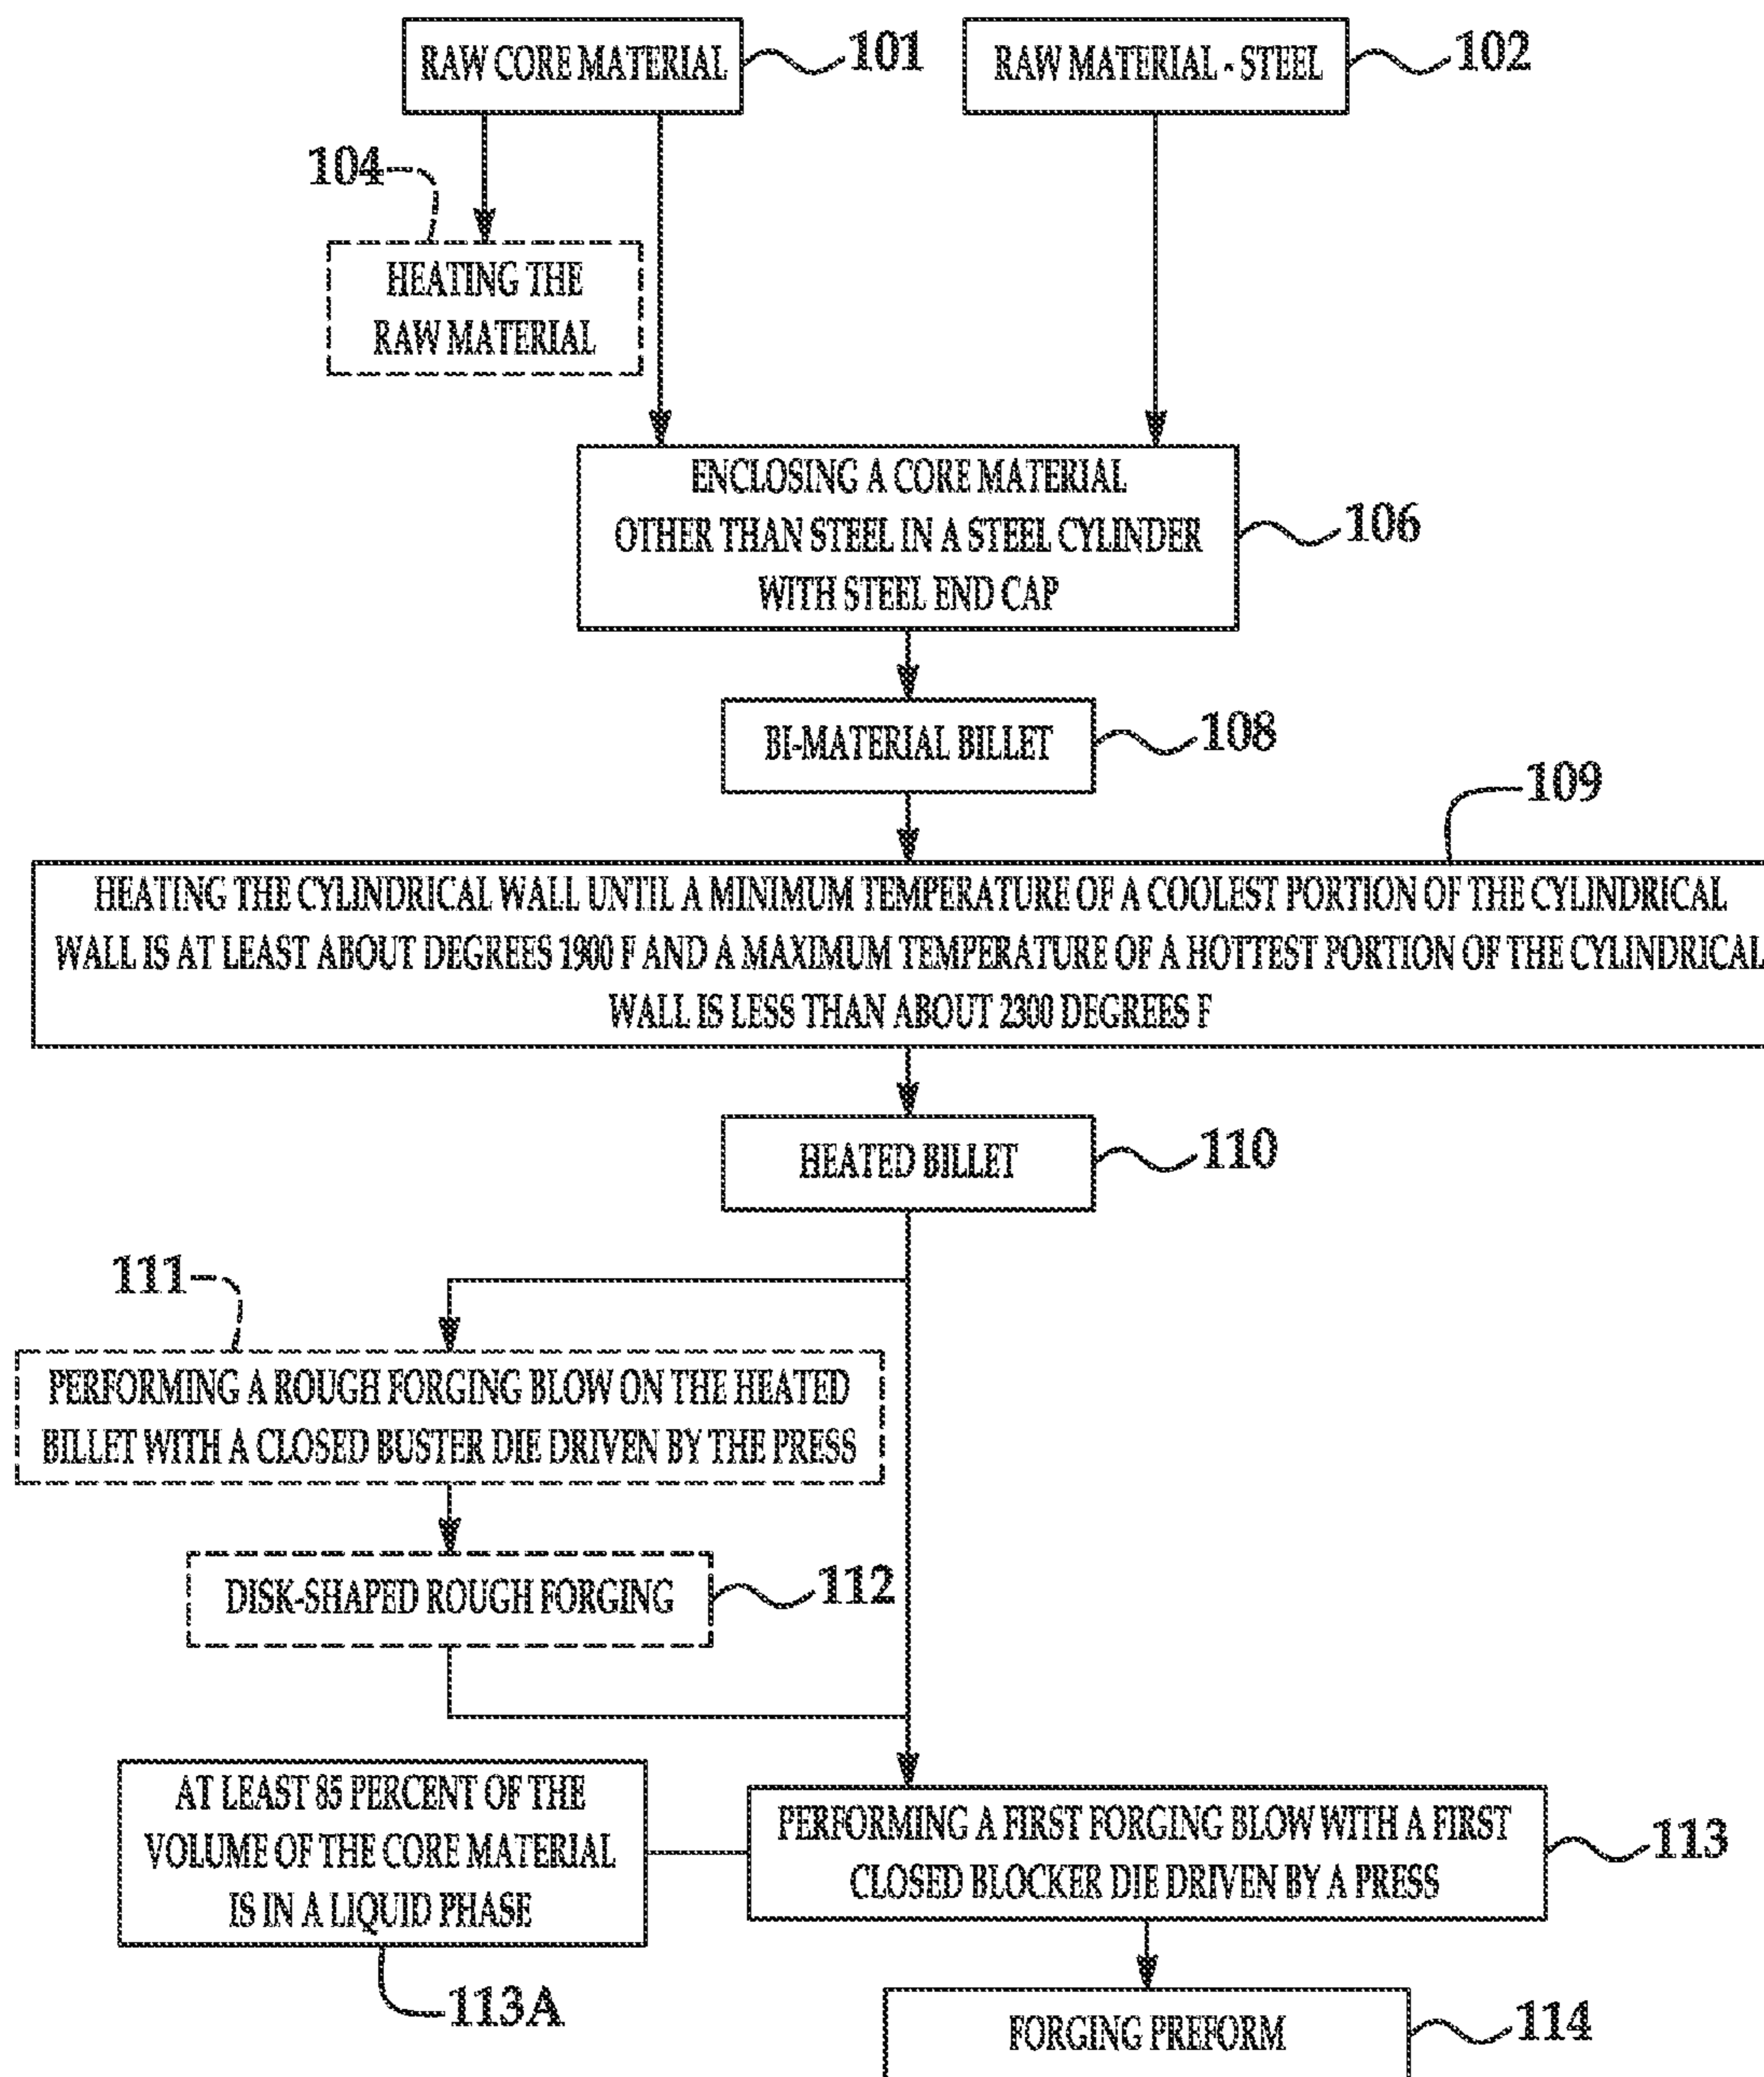 RAW CORE MATERIAL
101
RAW MATERIAL - STEEL
102
104
HEATING THE
RAW MATERIAL
ENCLOSING A CORE MATERIAL
OTHER THAN STEEL IN A STEEL CYLINDER
WITH STEEL END CAP
106
BI-MATERIAL BILLET
108
109
HEATING THE CYLINDRICAL WALL UNTIL A MINIMUM TEMPERATURE OF A COOLEST PORTION OF THE CYLINDRICAL
WALL IS AT LEAST ABOUT DEGREES 1900 F AND A MAXIMUM TEMPERATURE OF A HOTTEST PORTION OF THE CYLINDRICAL
WALL IS LESS THAN ABOUT 2300 DEGREES F
HEATED BILLET
110
111
PERFORMING A ROUGH FORGING BLOW ON THE HEATED
BILLET WITH A CLOSED BUSTER DIE DRIVEN BY THE PRESS
DISK-SHAPED ROUGH FORGING
112
AT LEAST 85 PERCENT OF THE
VOLUME OF THE CORE MATERIAL
IS IN A LIQUID PHASE
113A
PERFORMING A FIRST FORGING BLOW WITH A FIRST
CLOSED BLOCKER DIE DRIVEN BY A PRESS
113
FORGING PREFORM
114